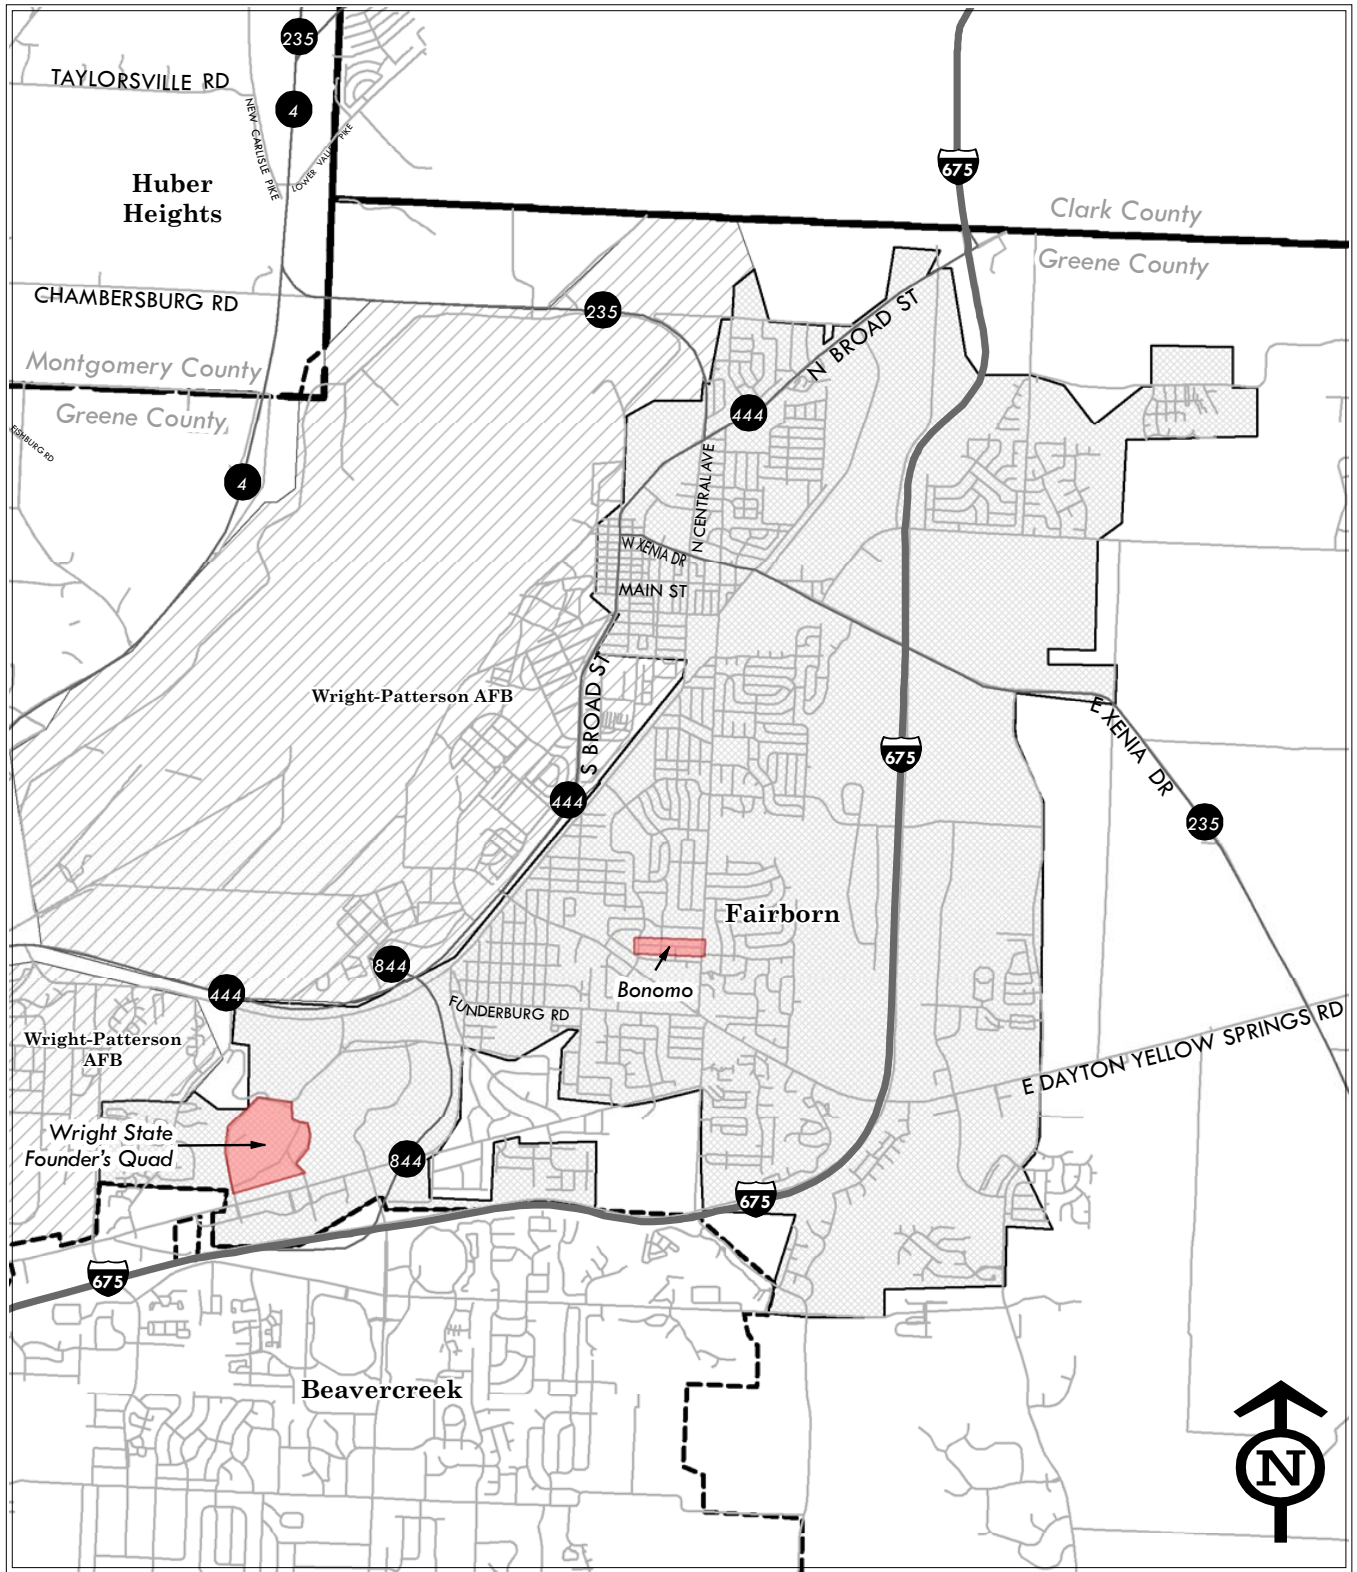 235
TAYLORSVILLE RD
4
NEW CARLISLE PIKE
LOWER VALLEY PIKE
675
Huber
Heights
Clark County
Greene County
CHAMBERSBURG RD
235
N BROAD ST
Montgomery County
Greene County
444
FISHBURG RD
N CENTRAL AVE
4
W XENIA DR
MAIN ST
Wright-Patterson AFB
S BROAD ST
E XENIA DR
675
444
235
Fairborn
844
Bonomo
444
FUNDERBURG RD
E DAYTON YELLOW SPRINGS RD
Wright-Patterson
AFB
Wright State
Founder's Quad
844
675
675
Beavercreek
N